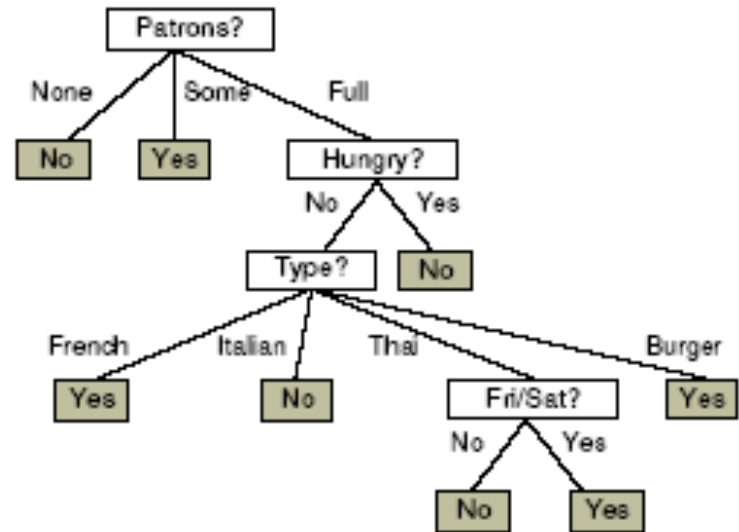 Patrons?
None Some Full
No Yes Hungry?
No Yes
Type? No
French Italian Thai Burger
Yes No Fri/Sat? Yes
No Yes
No Yes